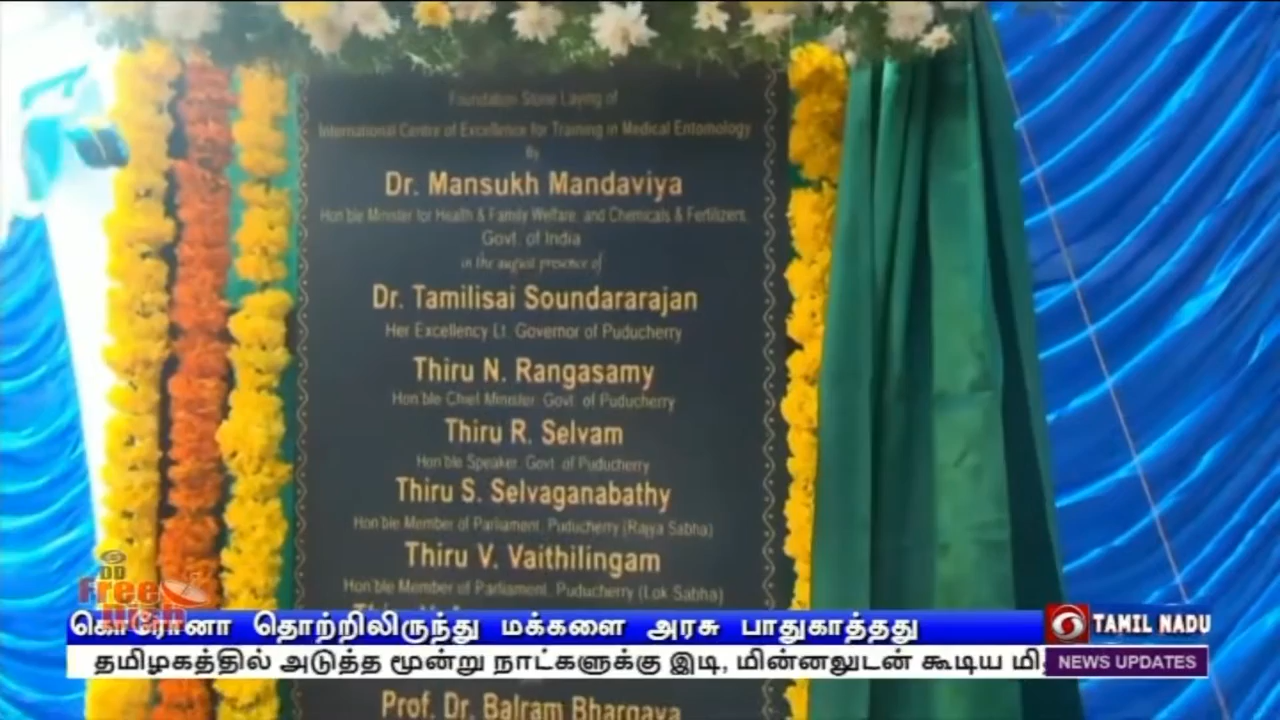 Foundation Stone Laying of
International Centre of Excellence for Training in Medical Entomology
By
Dr. Mansukh Mandaviya
Hon'ble Minister for Health & Family Welfare, and Chemicals & Fertilizers,
Govt. of India
in the august presence of
Dr. Tamilisai Soundararajan
Her Excellency Lt. Governor of Puducherry
Thiru N. Rangasamy
Hon'ble Chief Minister, Govt. of Puducherry
Thiru R. Selvam
Hon'ble Speaker, Govt. of Puducherry
Thiru S. Selvaganabathy
Hon'ble Member of Parliament, Puducherry (Rajya Sabha)
Thiru V. Vaithilingam
Hon'ble Member of Parliament, Puducherry (Lok Sabha)
DD
Free
Dish
கொரோனா தொற்றிலிருந்து மக்களை அரசு பாதுகாத்தது
TAMIL NADU
தமிழகத்தில் அடுத்த மூன்று நாட்களுக்கு இடி, மின்னலுடன் கூடிய
NEWS UPDATES
Prof. Dr. Balram Bhargava